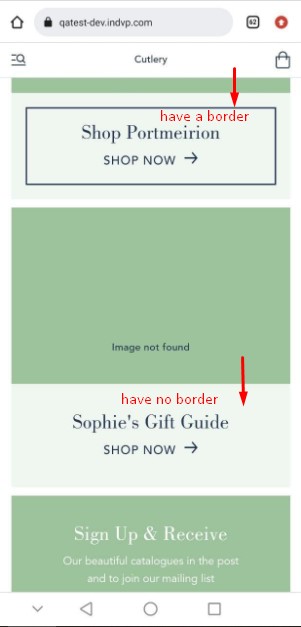 qatest-dev.indvp.com
62
Cutlery
have a border
Shop Portmeirion
SHOP NOW
Image not found
have no border
Sophie's Gift Guide
SHOP NOW
Sign Up & Receive
Our beautiful catalogues in the post
and to join our mailing list